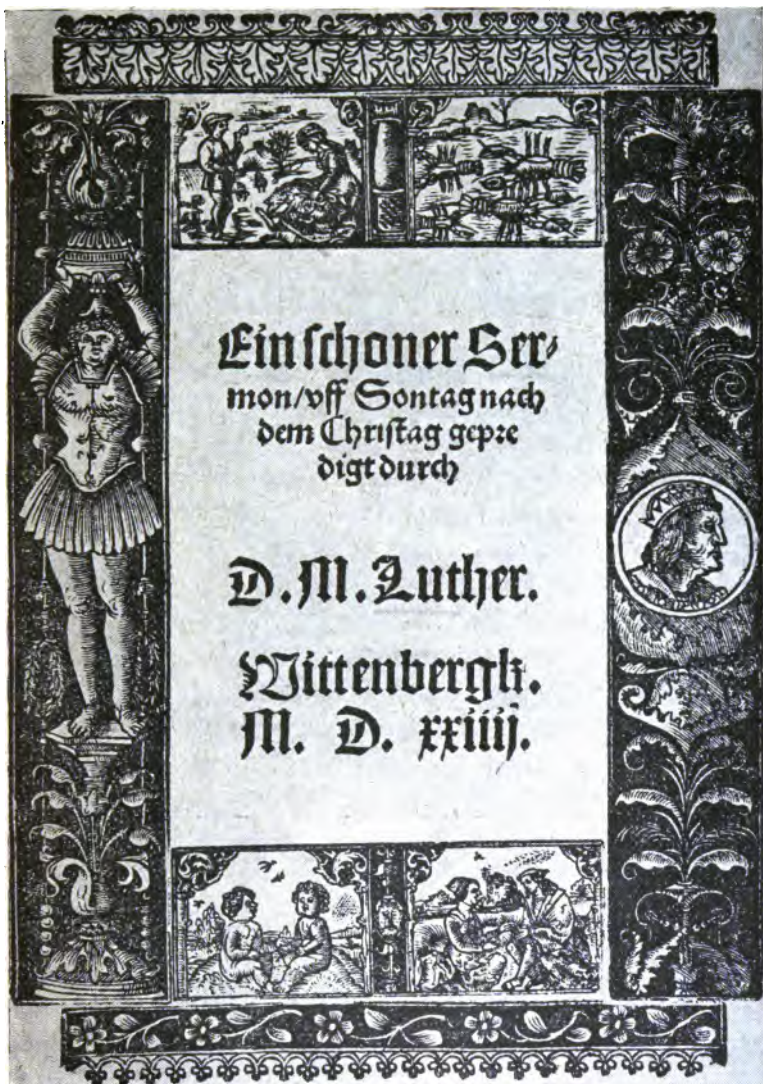 Ein schoner Ser⸗
mon/vff Sontag nach
dem Christag gepre
digt durch
D. M. Luther.
Wittenbergk.
M. D. xxiiij.